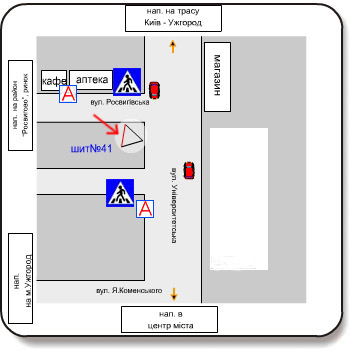 нап. на трасу
Київ - Ужгород
нап. на район
"Росвигово", ринок
кафе
аптека
A
магазин
вул. Росвигівська
шит№41
вул. Університетська
A
нап.
на м.Ужгород
вул. Я.Коменського
нап. в
центр міста